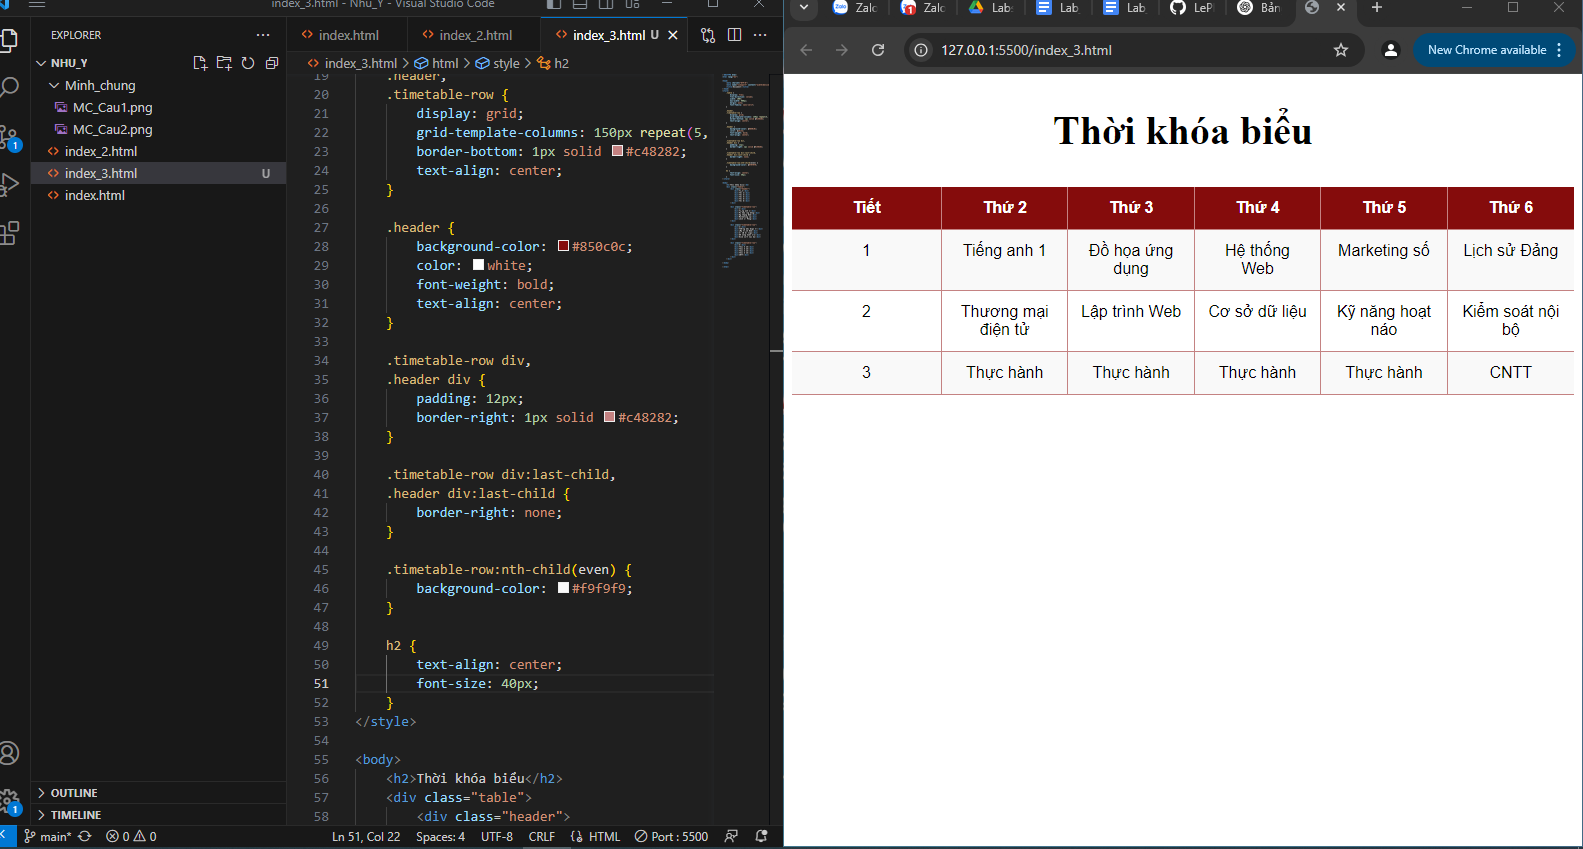 index_3.html - Nhu_Y - Visual Studio Code
EXPLORER
NHU_Y
Minh_chung
MC_Cau1.png
MC_Cau2.png
index_2.html
index_3.html U
index.html
OUTLINE
TIMELINE
index.html
index_2.html
index_3.html U
index_3.html > html > style > h2
19 .header,
20 .timetable-row {
21 display: grid;
22 grid-template-columns: 150px repeat(5,
23 border-bottom: 1px solid #c48282;
24 text-align: center;
25 }
26
27 .header {
28 background-color: #850c0c;
29 color: white;
30 font-weight: bold;
31 text-align: center;
32 }
33
34 .timetable-row div,
35 .header div {
36 padding: 12px;
37 border-right: 1px solid #c48282;
38 }
39
40 .timetable-row div:last-child,
41 .header div:last-child {
42 border-right: none;
43 }
44
45 .timetable-row:nth-child(even) {
46 background-color: #f9f9f9;
47 }
48
49 h2 {
50 text-align: center;
51 font-size: 40px;
52 }
53 </style>
54
55 <body>
56 <h2>Thời khóa biểu</h2>
57 <div class="table">
58 <div class="header">
1
1
main* 0 0 Ln 51, Col 22 Spaces: 4 UTF-8 CRLF HTML Port : 5500
Zalo Zalo Lab Lab Lab LeP Bản
127.0.0.1:5500/index_3.html New Chrome available
Thời khóa biểu
Tiết Thứ 2 Thứ 3 Thứ 4 Thứ 5 Thứ 6
1 Tiếng anh 1 Đồ họa ứng dụng Hệ thống Web Marketing số Lịch sử Đảng
2 Thương mại điện tử Lập trình Web Cơ sở dữ liệu Kỹ năng hoạt náo Kiểm soát nội bộ
3 Thực hành Thực hành Thực hành Thực hành CNTT